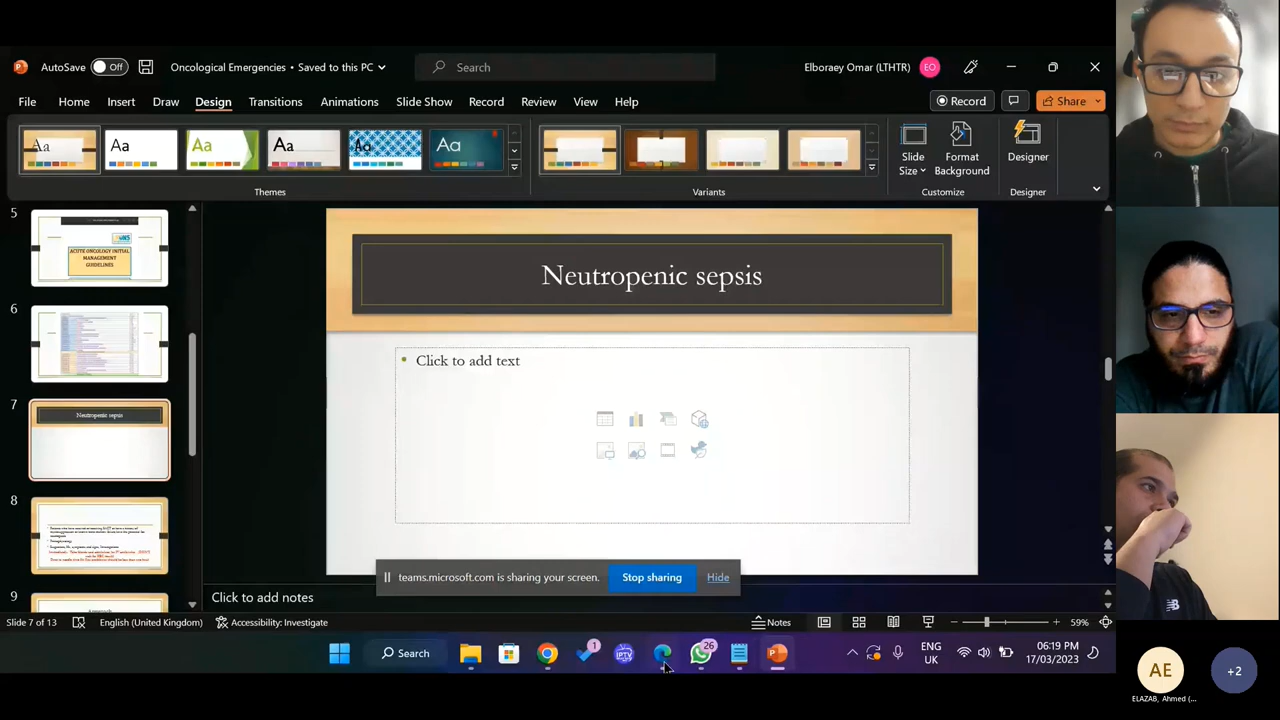 AutoSave Off Oncological Emergencies • Saved to this PC Search Elboraey Omar (LTHTR) EO
File Home Insert Draw Design Transitions Animations Slide Show Record Review View Help Record Share
Aa Aa Aa Aa Aa Aa
Slide Size Format Background Designer
Themes Variants Customize Designer
5
ACUTE ONCOLOGY INITIAL
MANAGEMENT
GUIDELINES
6
7
Neutropenic sepsis
8
9
Approach
Neutropenic sepsis
• Click to add text
teams.microsoft.com is sharing your screen. Stop sharing Hide
Click to add notes
Slide 7 of 13 English (United Kingdom) Accessibility: Investigate Notes 59%
Search 1 IPTV 26 ENG
UK
06:19 PM
17/03/2023
AE
ELAZAB, Ahmed (...
+2